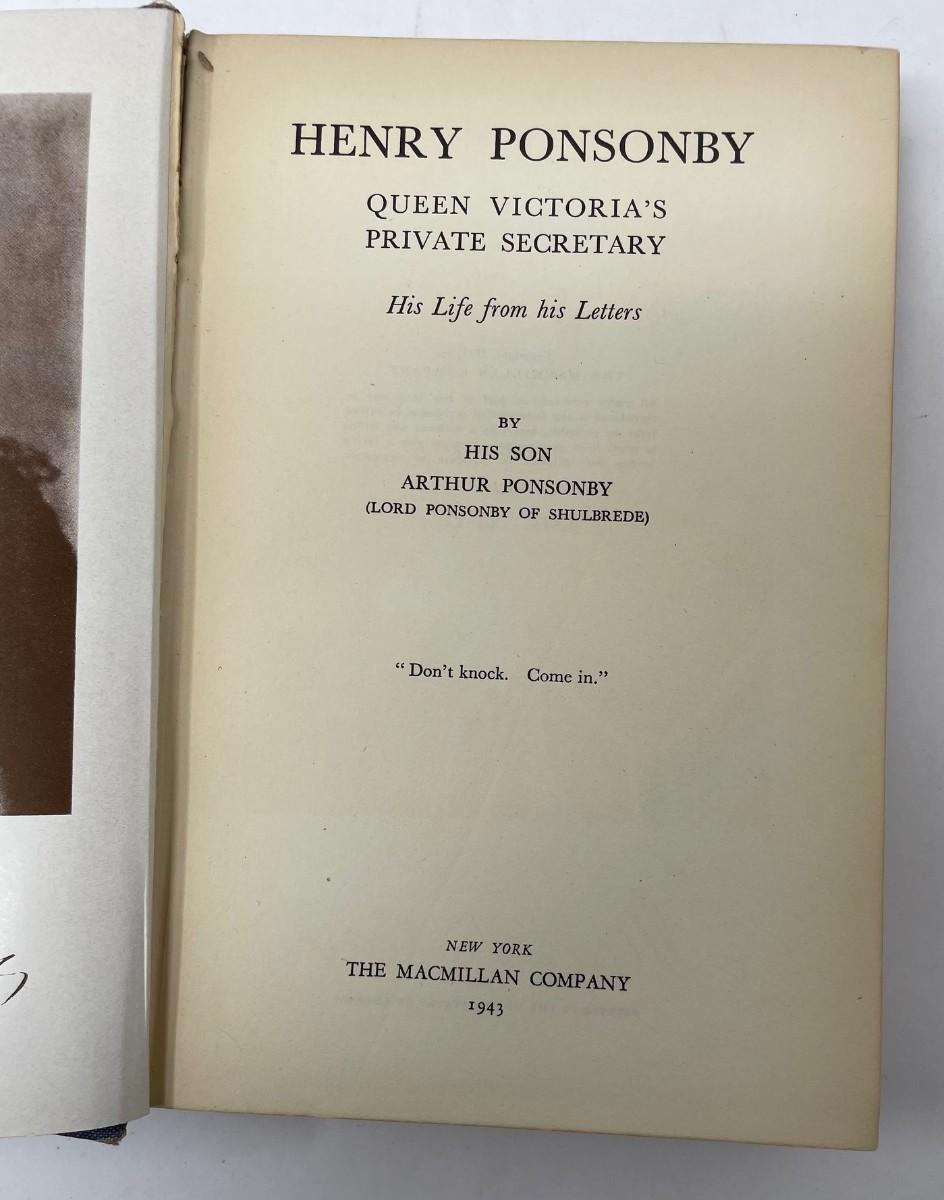 HENRY PONSONBY
QUEEN VICTORIA'S
PRIVATE SECRETARY
His Life from his Letters
BY
HIS SON
ARTHUR PONSONBY
(LORD PONSONBY OF SHULBREDE)
“Don't knock. Come in.”
NEW YORK
THE MACMILLAN COMPANY
1943